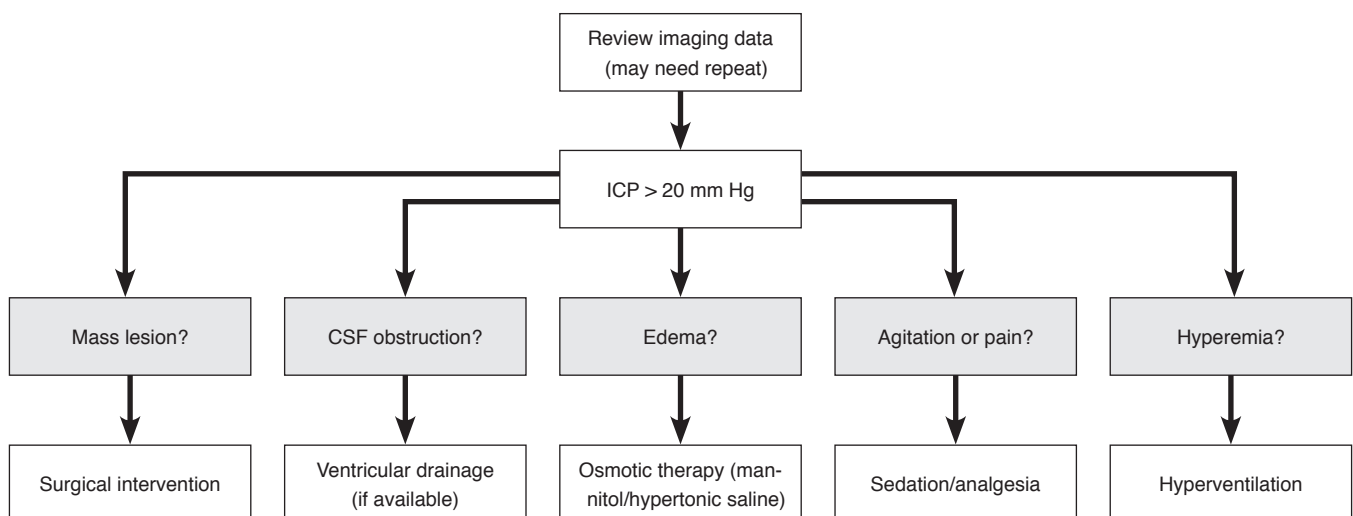 Review imaging data
(may need repeat)
ICP > 20 mm Hg
Mass lesion?
CSF obstruction?
Edema?
Agitation or pain?
Hyperemia?
Surgical intervention
Ventricular drainage
(if available)
Osmotic therapy (man-
nitol/hypertonic saline)
Sedation/analgesia
Hyperventilation